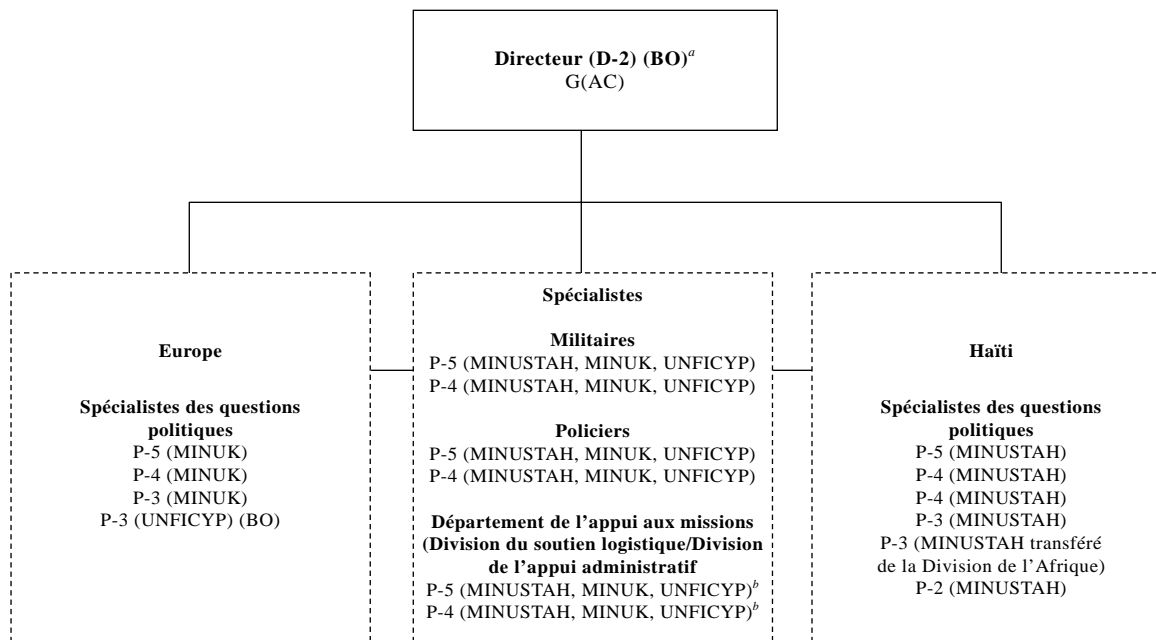 Directeur (D-2) (BO)a
G(AC)
Europe
Spécialistes des questions
politiques
P-5 (MINUK)
P-4 (MINUK)
P-3 (MINUK)
P-3 (UNFICYP) (BO)
Spécialistes
Militaires
P-5 (MINUSTAH, MINUK, UNFICYP)
P-4 (MINUSTAH, MINUK, UNFICYP)
Policiers
P-5 (MINUSTAH, MINUK, UNFICYP)
P-4 (MINUSTAH, MINUK, UNFICYP)
Département de l'appui aux missions
(Division du soutien logistique/Division
de l'appui administratif
P-5 (MINUSTAH, MINUK, UNFICYP)b
P-4 (MINUSTAH, MINUK, UNFICYP)b
Haïti
Spécialistes des questions
politiques
P-5 (MINUSTAH)
P-4 (MINUSTAH)
P-4 (MINUSTAH)
P-3 (MINUSTAH)
P-3 (MINUSTAH transféré
de la Division de l'Afrique)
P-2 (MINUSTAH)